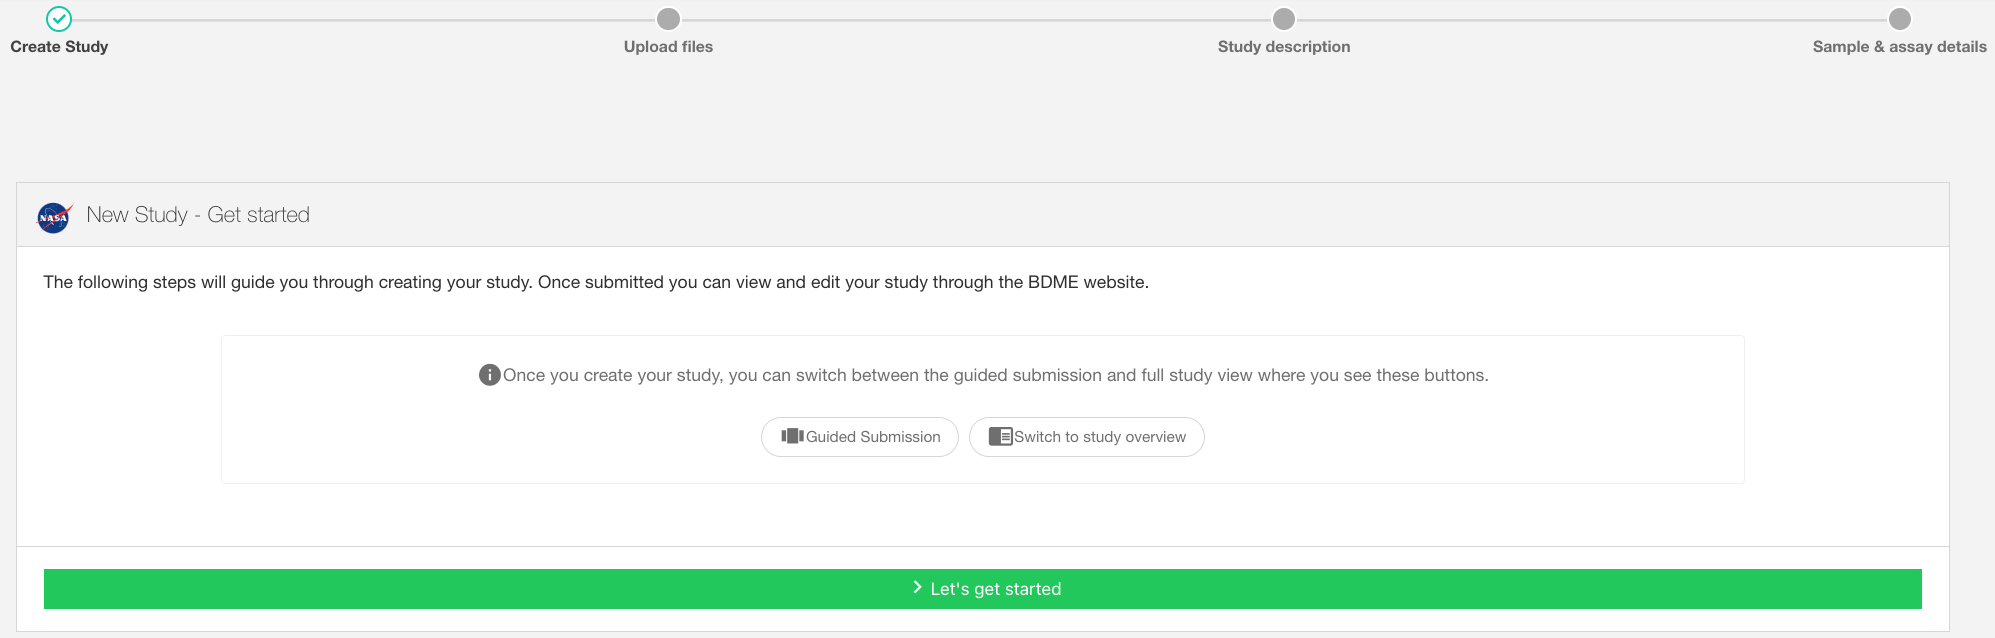 Create Study
Upload files
Study description
Sample & assay details
NASA
New Study - Get started
The following steps will guide you through creating your study. Once submitted you can view and edit your study through the BDME website.
Once you create your study, you can switch between the guided submission and full study view where you see these buttons.
Guided Submission
Switch to study overview
Let's get started